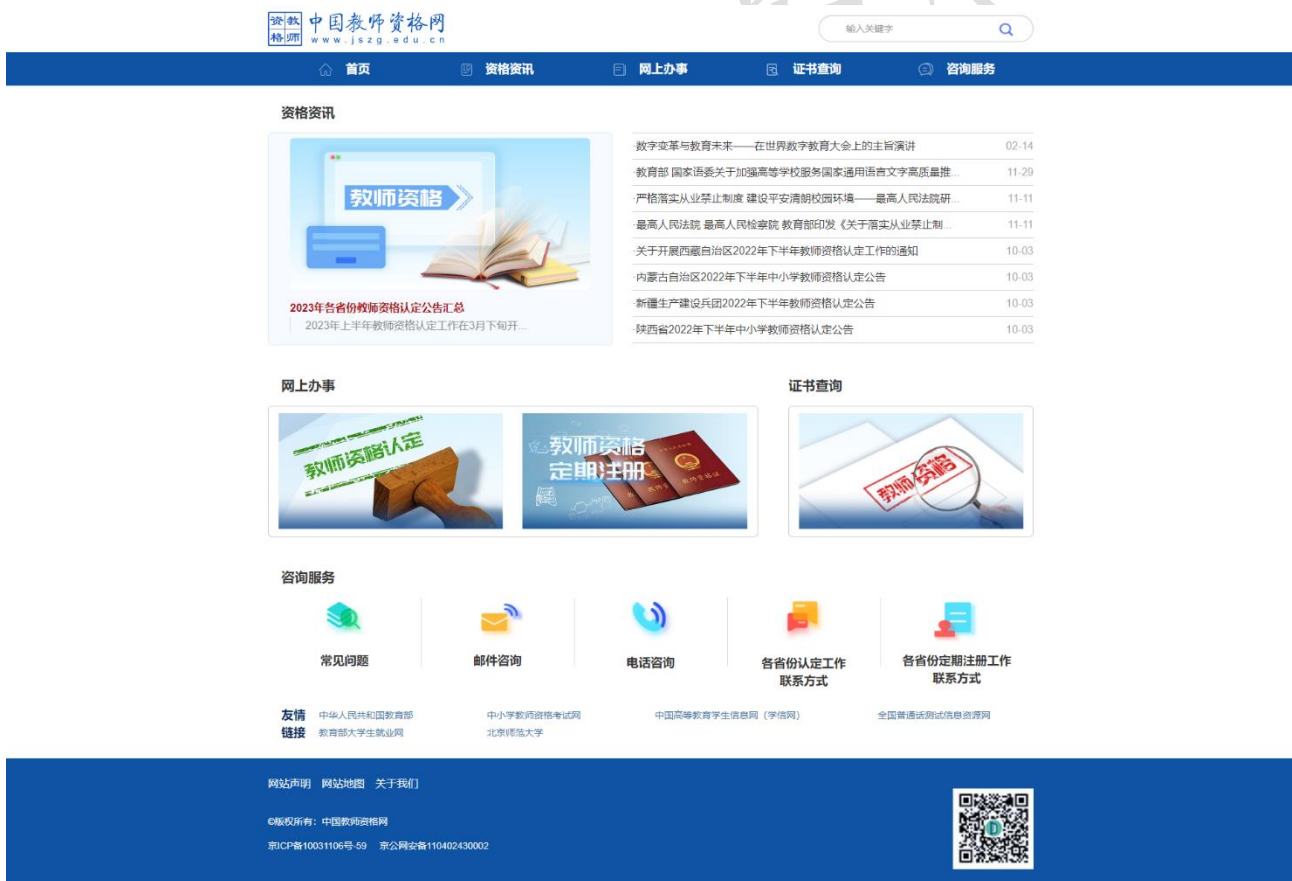 资教
格师
中国教师资格网
www.jszg.edu.cn
输入关键字
首页
资格资讯
网上办事
证书查询
咨询服务
资格资讯
教师资格
2023年各省份教师资格认定公告汇总
2023年上半年教师资格认定工作在3月下旬开...
·数字变革与教育未来——在世界数字教育大会上的主旨演讲 02-14
·教育部 国家语委关于加强高等学校服务国家通用语言文字高质量推... 11-29
·严格落实从业禁止制度 建设平安清朗校园环境——最高人民法院研... 11-11
·最高人民法院 最高人民检察院 教育部印发《关于落实从业禁止制... 11-11
·关于开展西藏自治区2022年下半年教师资格认定工作的通知 10-03
·内蒙古自治区2022年下半年中小学教师资格认定公告 10-03
·新疆生产建设兵团2022年下半年教师资格认定公告 10-03
·陕西省2022年下半年中小学教师资格认定公告 10-03
网上办事
教师资格认定
教师资格
定期注册
证书查询
教师资格
咨询服务
常见问题
邮件咨询
电话咨询
各省份认定工作
联系方式
各省份定期注册工作
联系方式
友情
链接
中华人民共和国教育部
中小学教师资格考试网
中国高等教育学生信息网（学信网）
全国普通话测试信息资源网
教育部大学生就业网
北京师范大学
网站声明 网站地图 关于我们
©版权所有：中国教师资格网
京ICP备10031106号-59 京公网安备110402430002